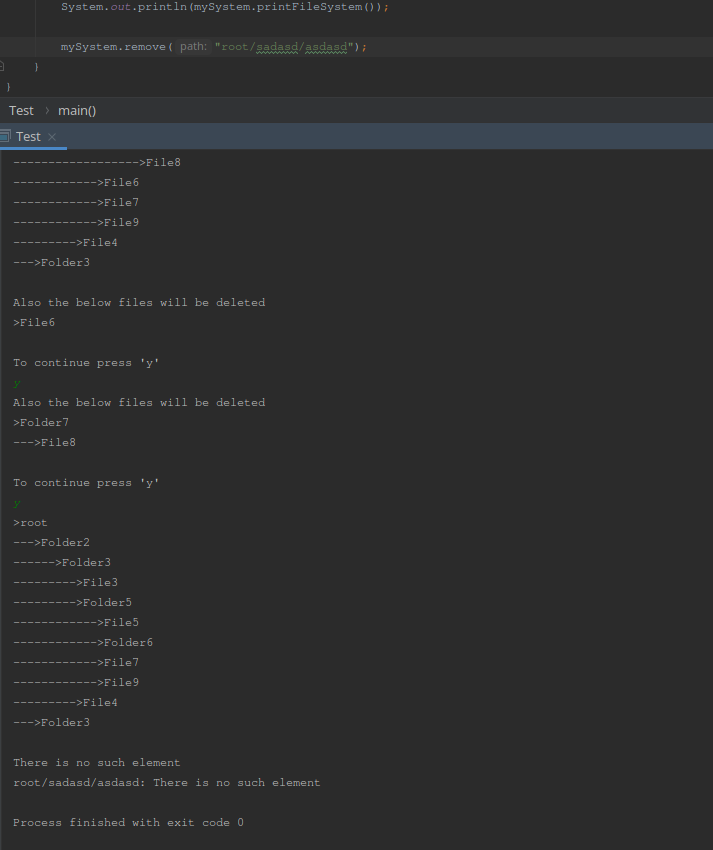 System.out.println(mySystem.printFileSystem());
mySystem.remove( path: "root/sadasd/asdasd");
}
}
Test > main()
Test ×
------------------>File8
------------>File6
------------>File7
------------>File9
--------->File4
--->Folder3
Also the below files will be deleted
>File6
To continue press 'y'
y
Also the below files will be deleted
>Folder7
--->File8
To continue press 'y'
y
>root
--->Folder2
------>Folder3
--------->File3
--------->Folder5
------------>File5
------------>Folder6
------------>File7
------------>File9
--------->File4
--->Folder3
There is no such element
root/sadasd/asdasd: There is no such element
Process finished with exit code 0